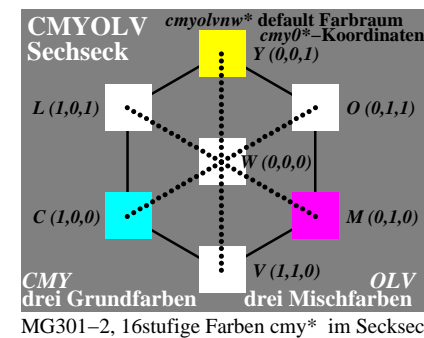 CMYOLV
Sechseck
cmyolvnw* default Farbraum
cmy0*−Koordinaten
Y (0,0,1)
L (1,0,1)
O (0,1,1)
W (0,0,0)
C (1,0,0)
M (0,1,0)
V (1,1,0)
CMY
drei Grundfarben
OLV
drei Mischfarben
MG301−2, 16stufige Farben cmy* im Secksec